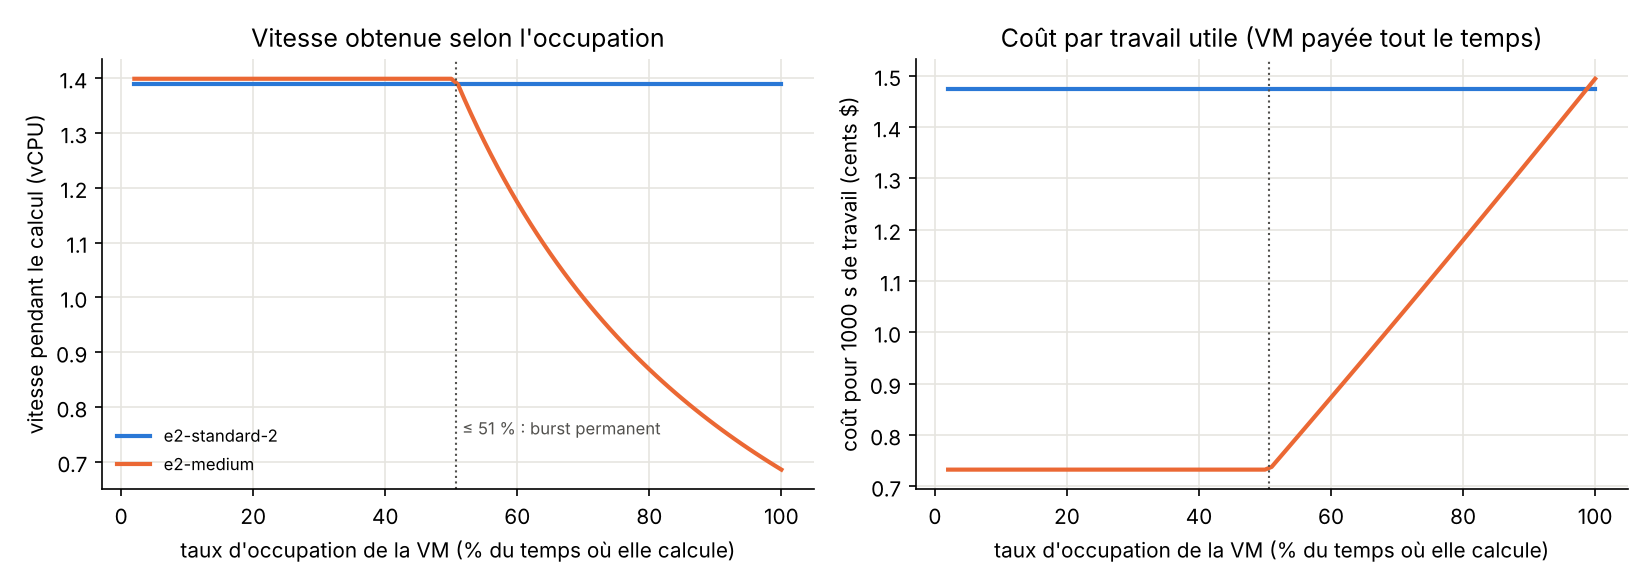 Vitesse obtenue selon l'occupation
vitesse pendant le calcul (vCPU)
1.4
1.3
1.2
1.1
1.0
0.9
0.8
0.7
e2-standard-2
e2-medium
≤ 51 % : burst permanent
0 20 40 60 80 100
taux d'occupation de la VM (% du temps où elle calcule)
Coût par travail utile (VM payée tout le temps)
coût pour 1000 s de travail (cents $)
1.5
1.4
1.3
1.2
1.1
1.0
0.9
0.8
0.7
0 20 40 60 80 100
taux d'occupation de la VM (% du temps où elle calcule)